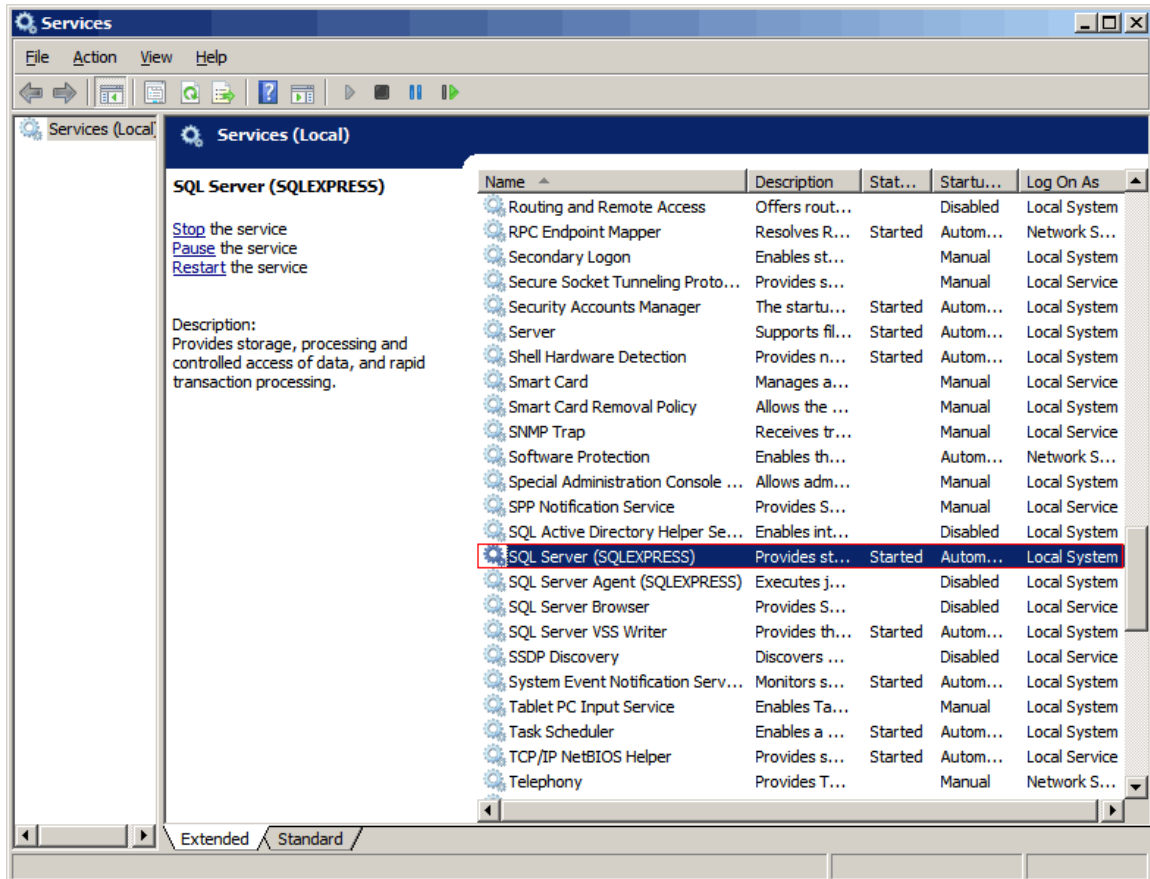 Services
File Action View Help
Services (Local)
Services (Local)
SQL Server (SQLEXPRESS)
Stop the service
Pause the service
Restart the service
Description:
Provides storage, processing and
controlled access of data, and rapid
transaction processing.
Name Description Stat... Startu... Log On As
Routing and Remote Access Offers rout... Disabled Local System
RPC Endpoint Mapper Resolves R... Started Autom... Network S...
Secondary Logon Enables st... Manual Local System
Secure Socket Tunneling Proto... Provides s... Manual Local Service
Security Accounts Manager The startu... Started Autom... Local System
Server Supports fil... Started Autom... Local System
Shell Hardware Detection Provides n... Started Autom... Local System
Smart Card Manages a... Manual Local Service
Smart Card Removal Policy Allows the ... Manual Local System
SNMP Trap Receives tr... Manual Local Service
Software Protection Enables th... Autom... Network S...
Special Administration Console ... Allows adm... Manual Local System
SPP Notification Service Provides S... Manual Local Service
SQL Active Directory Helper Se... Enables int... Disabled Local System
SQL Server (SQLEXPRESS) Provides st... Started Autom... Local System
SQL Server Agent (SQLEXPRESS) Executes j... Disabled Local System
SQL Server Browser Provides S... Disabled Local Service
SQL Server VSS Writer Provides th... Started Autom... Local System
SSDP Discovery Discovers ... Disabled Local Service
System Event Notification Serv... Monitors s... Started Autom... Local System
Tablet PC Input Service Enables Ta... Manual Local System
Task Scheduler Enables a ... Started Autom... Local System
TCP/IP NetBIOS Helper Provides s... Started Autom... Local Service
Telephony Provides T... Manual Network S...
Extended Standard